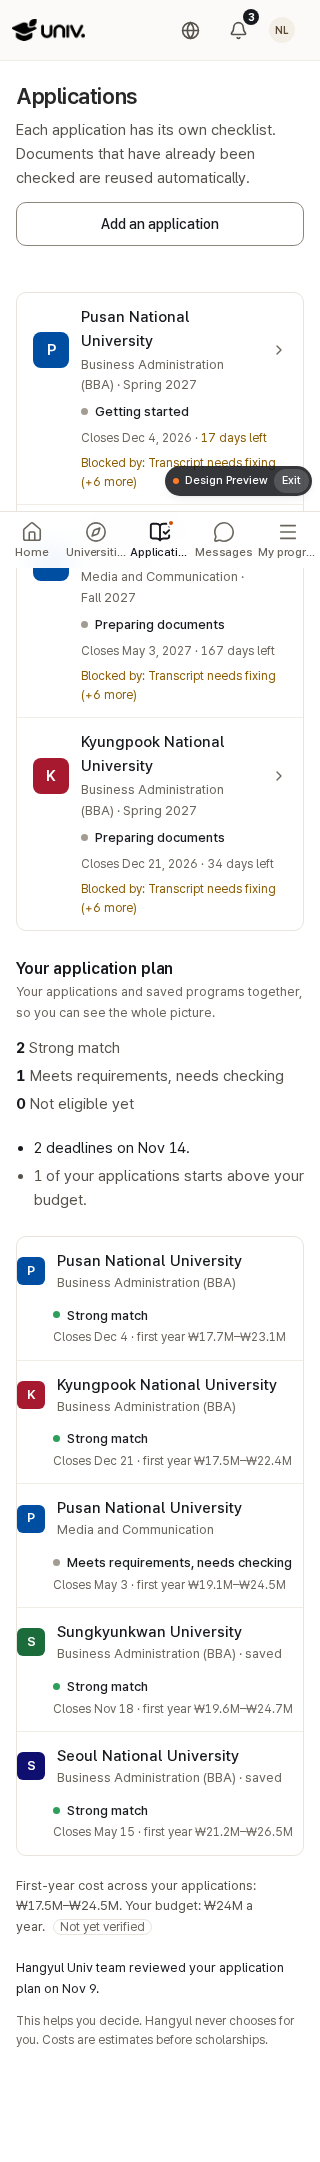 UNIV.
3
NL
Applications
Each application has its own checklist.
Documents that have already been
checked are reused automatically.
Add an application
P
Pusan National
University
Business Administration
(BBA) · Spring 2027
Getting started
Closes Dec 4, 2026 · 17 days left
Blocked by: Transcript needs fixing
(+6 more)
Design Preview
Exit
Home
Universiti...
Applicati...
Messages
My progr...
Media and Communication ·
Fall 2027
Preparing documents
Closes May 3, 2027 · 167 days left
Blocked by: Transcript needs fixing
(+6 more)
K
Kyungpook National
University
Business Administration
(BBA) · Spring 2027
Preparing documents
Closes Dec 21, 2026 · 34 days left
Blocked by: Transcript needs fixing
(+6 more)
Your application plan
Your applications and saved programs together,
so you can see the whole picture.
2 Strong match
1 Meets requirements, needs checking
0 Not eligible yet
• 2 deadlines on Nov 14.
• 1 of your applications starts above your
budget.
P
Pusan National University
Business Administration (BBA)
Strong match
Closes Dec 4 · first year ₩17.7M–₩23.1M
K
Kyungpook National University
Business Administration (BBA)
Strong match
Closes Dec 21 · first year ₩17.5M–₩22.4M
P
Pusan National University
Media and Communication
Meets requirements, needs checking
Closes May 3 · first year ₩19.1M–₩24.5M
S
Sungkyunkwan University
Business Administration (BBA) · saved
Strong match
Closes Nov 18 · first year ₩19.6M–₩24.7M
S
Seoul National University
Business Administration (BBA) · saved
Strong match
Closes May 15 · first year ₩21.2M–₩26.5M
First-year cost across your applications:
₩17.5M–₩24.5M. Your budget: ₩24M a
year. Not yet verified
Hangyul Univ team reviewed your application
plan on Nov 9.
This helps you decide. Hangyul never chooses for
you. Costs are estimates before scholarships.